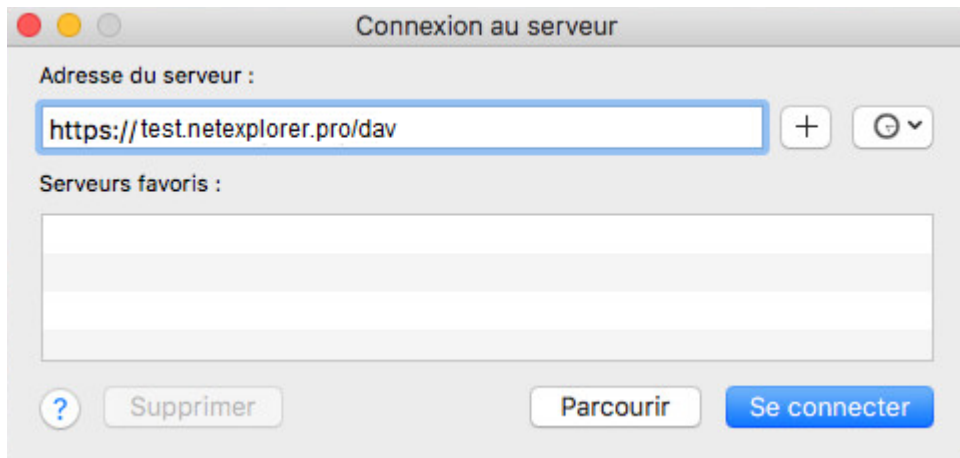 Connexion au serveur
Adresse du serveur :
https://test.netexplorer.pro/dav
Serveurs favoris :
? Supprimer Parcourir Se connecter